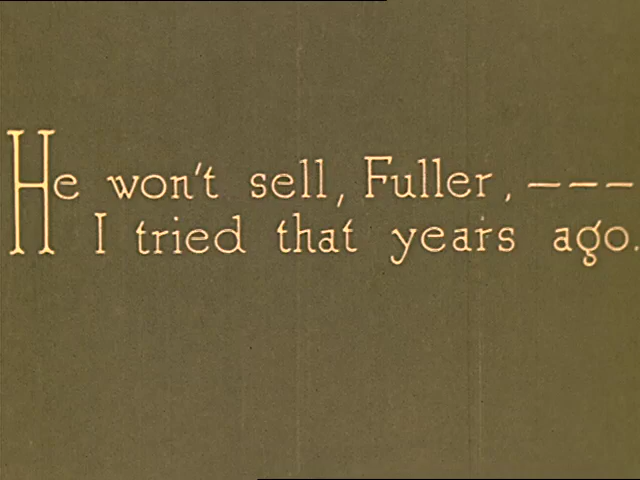 He won't sell, Fuller, ———
I tried that years ago.